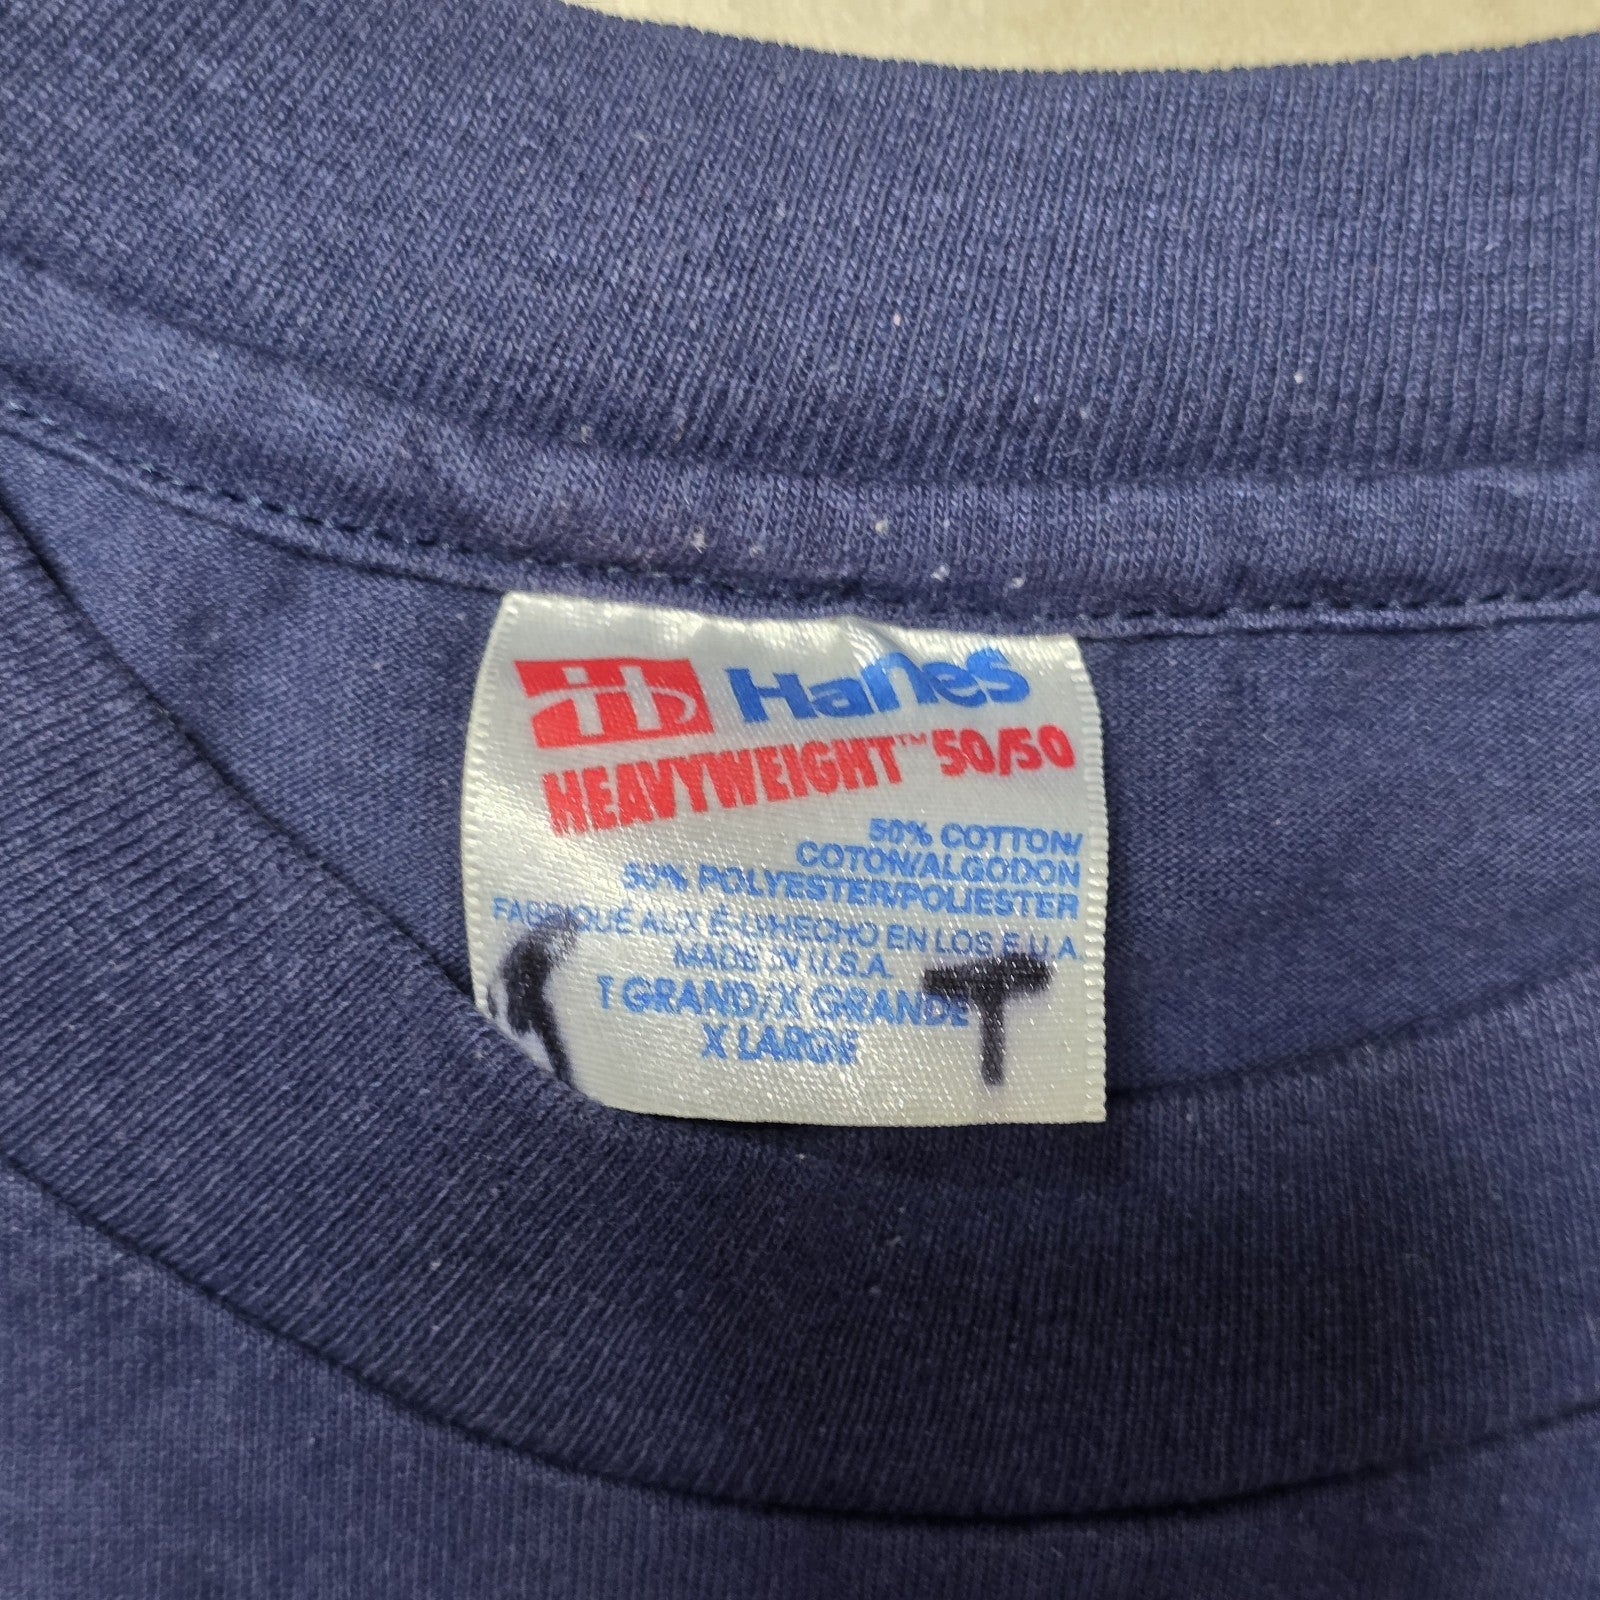 Hanes
HEAVYWEIGHT™ 50/50
50% COTTON/
COTON/ALGODON
50% POLYESTER/POLIESTER
FABRIQUÉ AUX É-U/HECHO EN LOS E.U.A.
MADE IN U.S.A.
T GRAND/X GRANDE
X LARGE
T